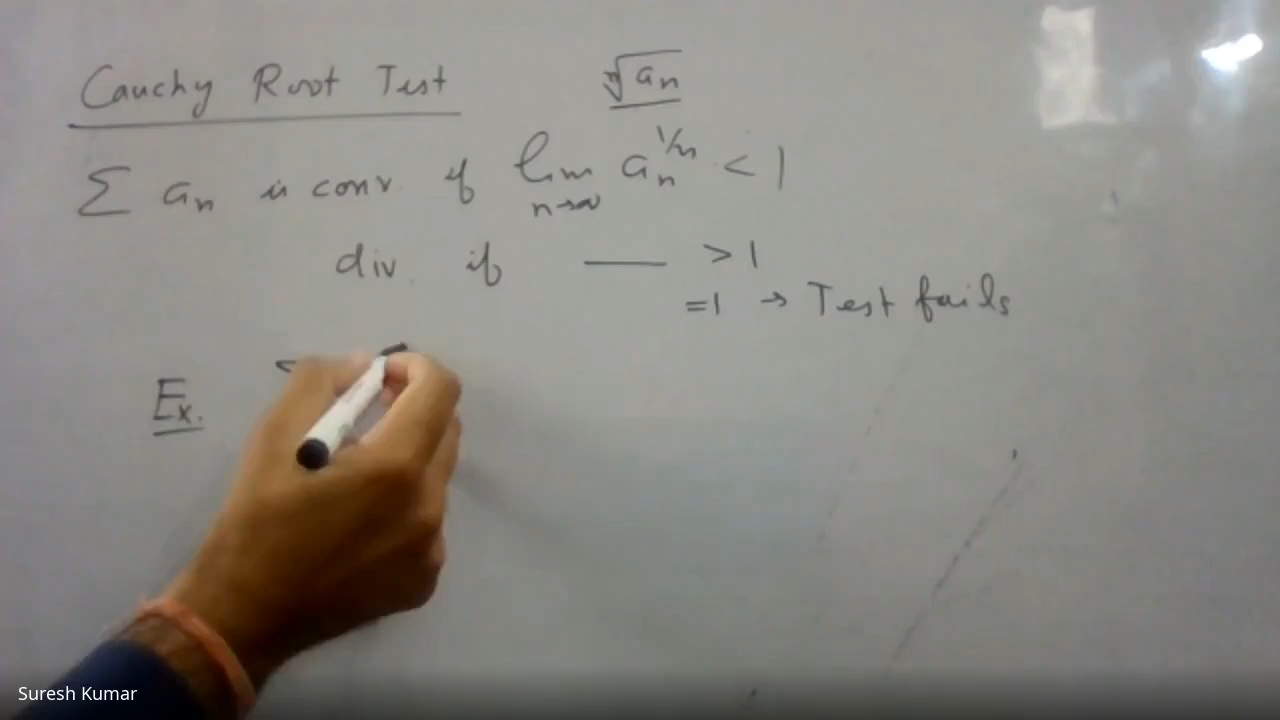 Cauchy Root Test ⁿ√aₙ
∑ aₙ is conv. if lim n→∞ aₙ^1/n < 1
div. if —— > 1
= 1 → Test fails
Ex.
Suresh Kumar